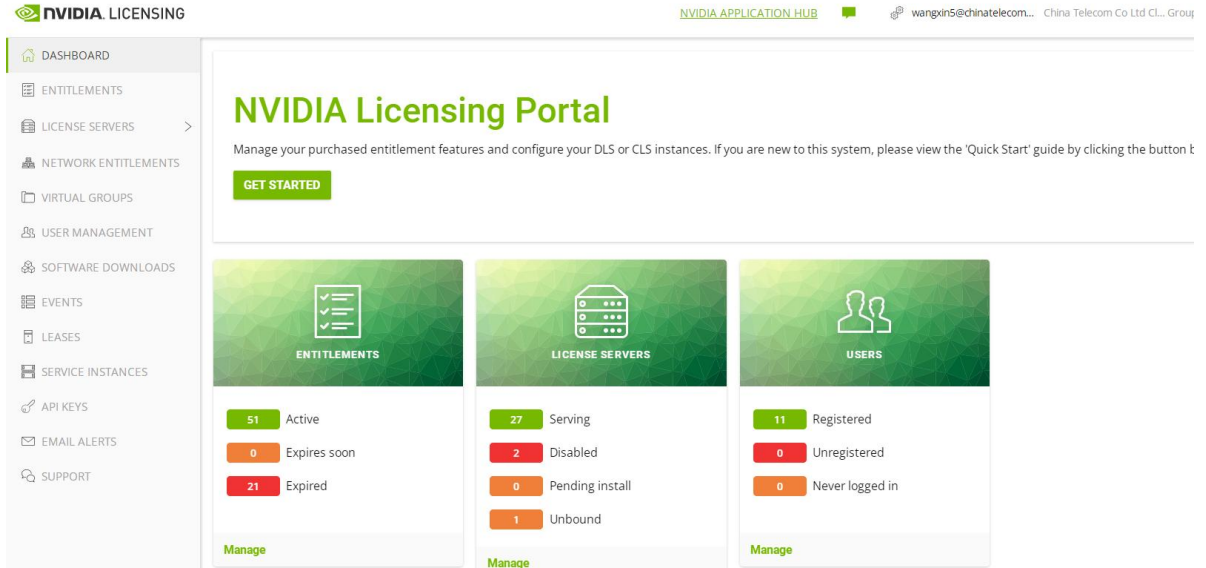 NVIDIA. LICENSING
NVIDIA APPLICATION HUB
wangxin5@chinatelecom... China Telecom Co Ltd Cl... Group
DASHBOARD
ENTITLEMENTS
LICENSE SERVERS
NETWORK ENTITLEMENTS
VIRTUAL GROUPS
USER MANAGEMENT
SOFTWARE DOWNLOADS
EVENTS
LEASES
SERVICE INSTANCES
API KEYS
EMAIL ALERTS
SUPPORT
NVIDIA Licensing Portal
Manage your purchased entitlement features and configure your DLS or CLS instances. If you are new to this system, please view the 'Quick Start' guide by clicking the button
GET STARTED
ENTITLEMENTS
51 Active
0 Expires soon
21 Expired
Manage
LICENSE SERVERS
27 Serving
2 Disabled
0 Pending install
1 Unbound
Manage
USERS
11 Registered
0 Unregistered
0 Never logged in
Manage